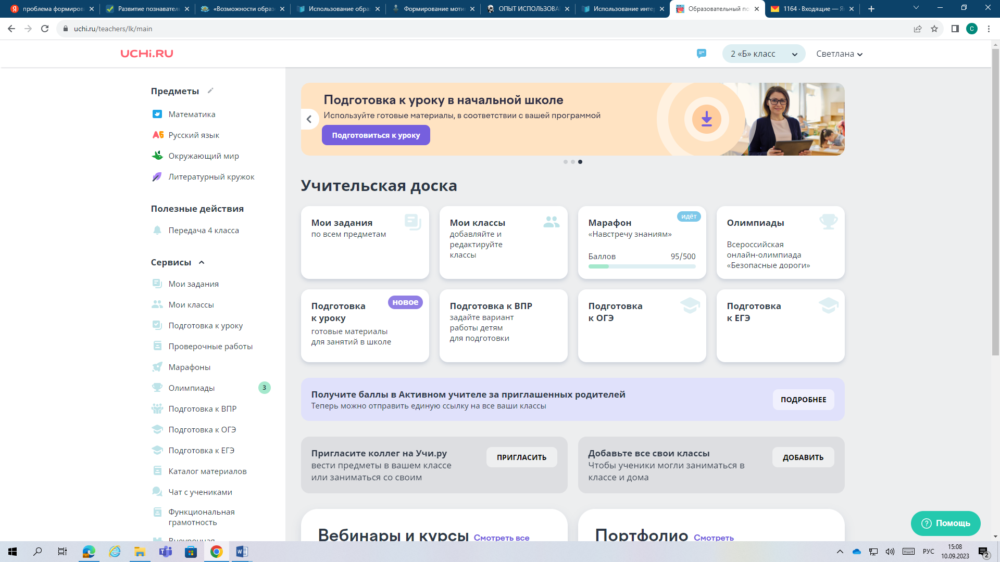 проблема формиров
Развитие познавател
«Возможности образ
Использование обра
Формирование моти
ОПЫТ ИСПОЛЬЗОВА
Использование интер
Образовательный по
1164 · Входящие — Я
uchi.ru/teachers/lk/main
С
UCHi.RU
2 «Б» класс
Светлана
Предметы
Математика
АБ Русский язык
Окружающий мир
Литературный кружок
Полезные действия
Передача 4 класса
Сервисы
Мои задания
Мои классы
Подготовка к уроку
Проверочные работы
Марафоны
Олимпиады 3
Подготовка к ВПР
Подготовка к ОГЭ
Подготовка к ЕГЭ
Каталог материалов
Чат с учениками
Функциональная
грамотность
Внеурочная
Подготовка к уроку в начальной школе
Используйте готовые материалы, в соответствии с вашей программой
Подготовиться к уроку
Учительская доска
Мои задания
по всем предметам
Мои классы
добавляйте и
редактируйте
классы
идёт
Марафон
«Навстречу знаниям»
Баллов 95/500
Олимпиады
Всероссийская
онлайн-олимпиада
«Безопасные дороги»
новое
Подготовка
к уроку
готовые материалы
для занятий в школе
Подготовка к ВПР
задайте вариант
работы детям
для подготовки
Подготовка
к ОГЭ
Подготовка
к ЕГЭ
Получите баллы в Активном учителе за приглашенных родителей
Теперь можно отправить единую ссылку на все ваши классы
ПОДРОБНЕЕ
Пригласите коллег на Учи.ру
вести предметы в вашем классе
или заниматься со своим
ПРИГЛАСИТЬ
Добавьте все свои классы
Чтобы ученики могли заниматься в
классе и дома
ДОБАВИТЬ
Вебинары и курсы Смотреть все
Портфолио Смотреть
Помощь
РУС
15:08
10.09.2023
2